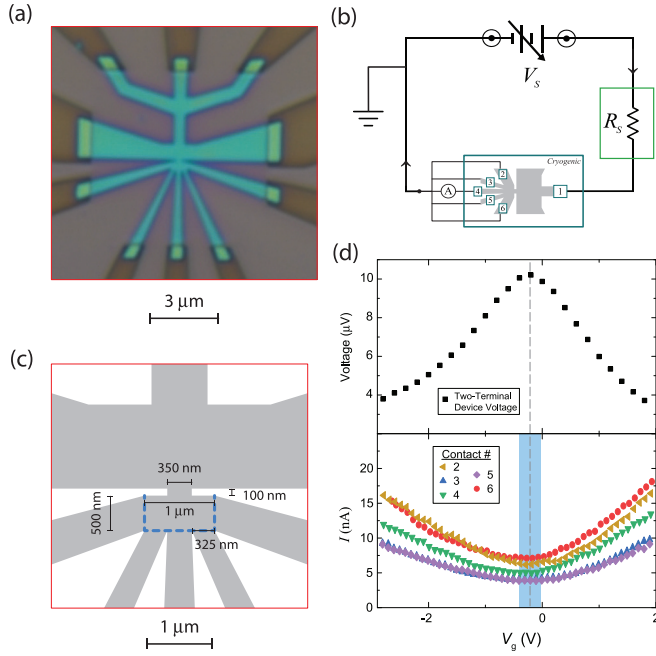 (a)
3 μm
(b)
V_S
R_S
Cryogenic
A
1
2
3
4
5
6
(c)
350 nm
100 nm
500 nm
1 μm
325 nm
1 μm
(d)
Voltage (μV)
10
8
6
4
Two-Terminal
Device Voltage
I (nA)
25
20
15
10
5
0
Contact #
2
3
4
5
6
-2
0
2
V_g (V)